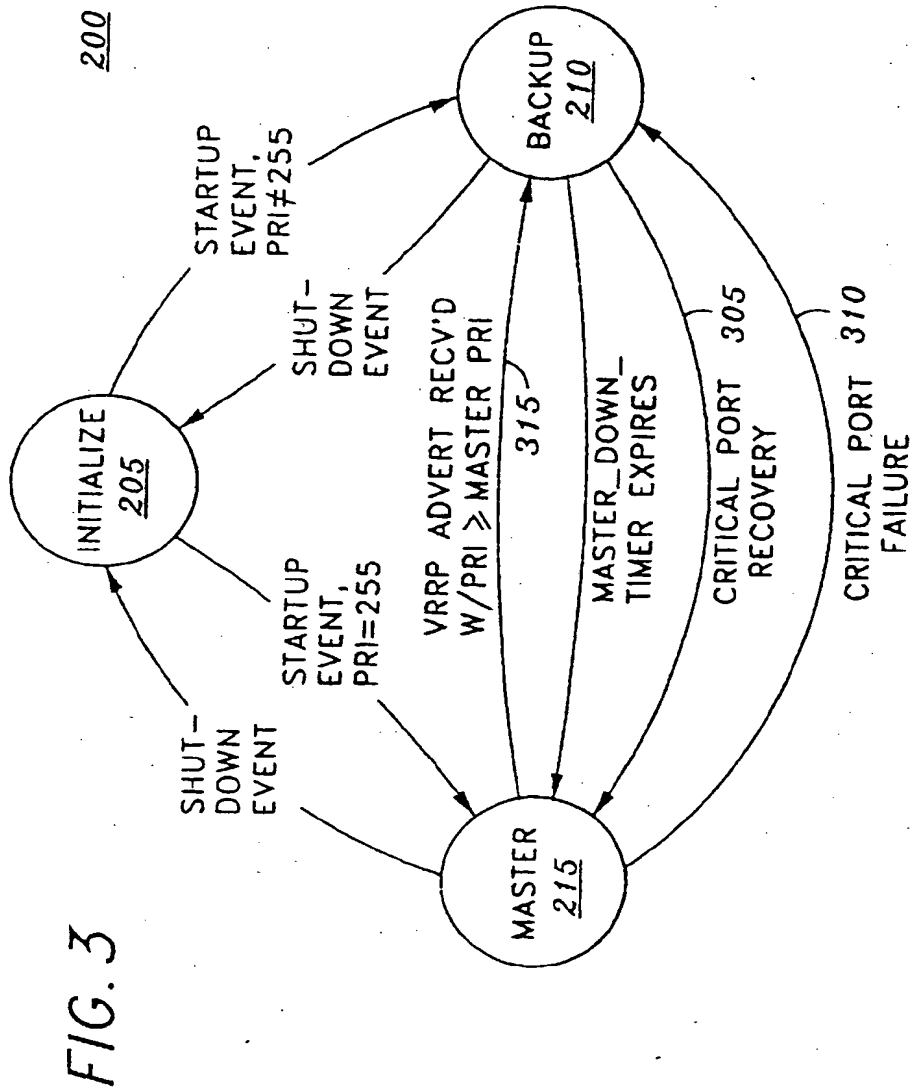 FIG. 3
200
INITIALIZE
205
SHUT-
DOWN
EVENT
STARTUP
EVENT,
PRI=255
SHUT-
DOWN
EVENT
STARTUP
EVENT,
PRI≠255
MASTER
215
BACKUP
210
VRRP ADVERT RECV'D
W/PRI ⩾ MASTER PRI
315
MASTER_DOWN_
TIMER EXPIRES
CRITICAL PORT 305
RECOVERY
CRITICAL PORT 310
FAILURE